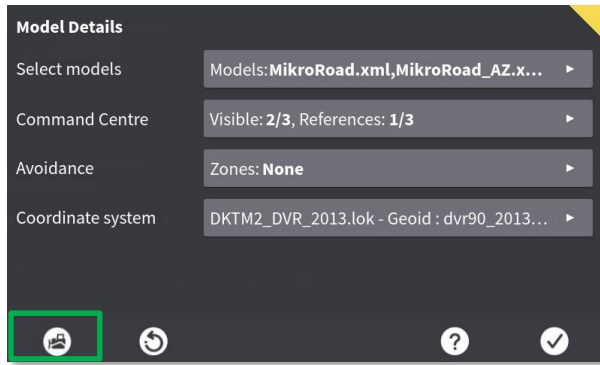 Model Details
Select models Models:MikroRoad.xml,MikroRoad_AZ.x...
Command Centre Visible: 2/3, References: 1/3
Avoidance Zones: None
Coordinate system DKTM2_DVR_2013.lok - Geoid : dvr90_2013...
?